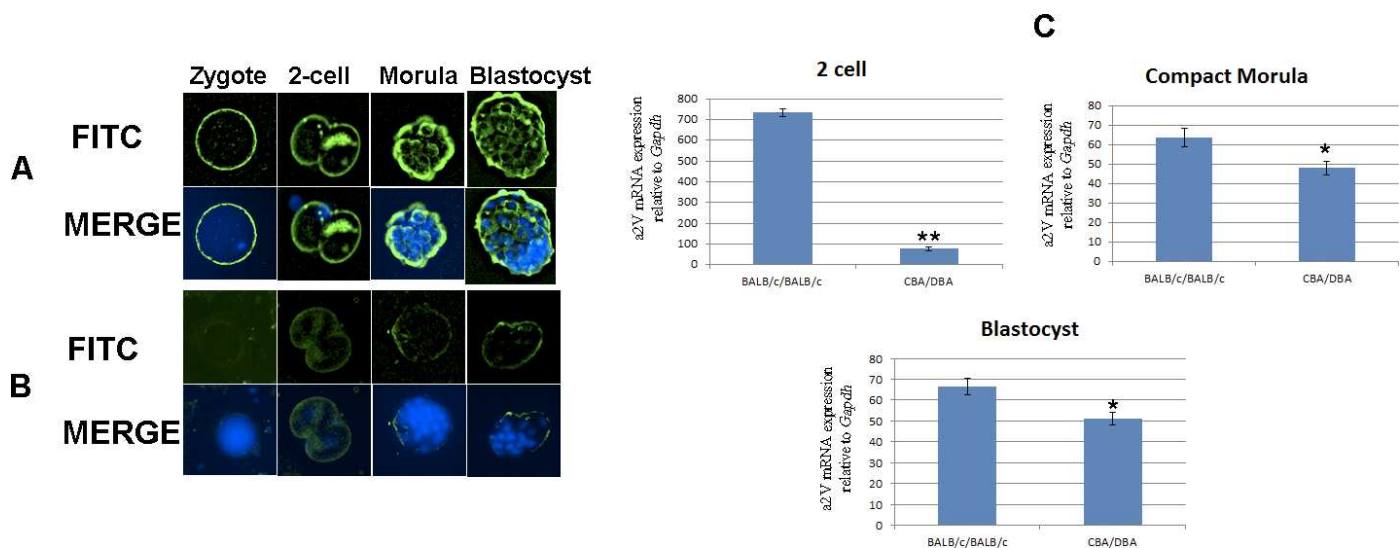 Zygote 2-cell Morula Blastocyst
A
FITC
MERGE
B
FITC
MERGE
C
2 cell
a2V mRNA expression
relative to Gapdh
800
700
600
500
400
300
200
100
0
**
BALB/c/BALB/c CBA/DBA
Compact Morula
a2V mRNA expression
relative to Gapdh
80
70
60
50
40
30
20
10
0
*
BALB/c/BALB/c CBA/DBA
Blastocyst
a2V mRNA expression
relative to Gapdh
80
70
60
50
40
30
20
10
0
*
BALB/c/BALB/c CBA/DBA